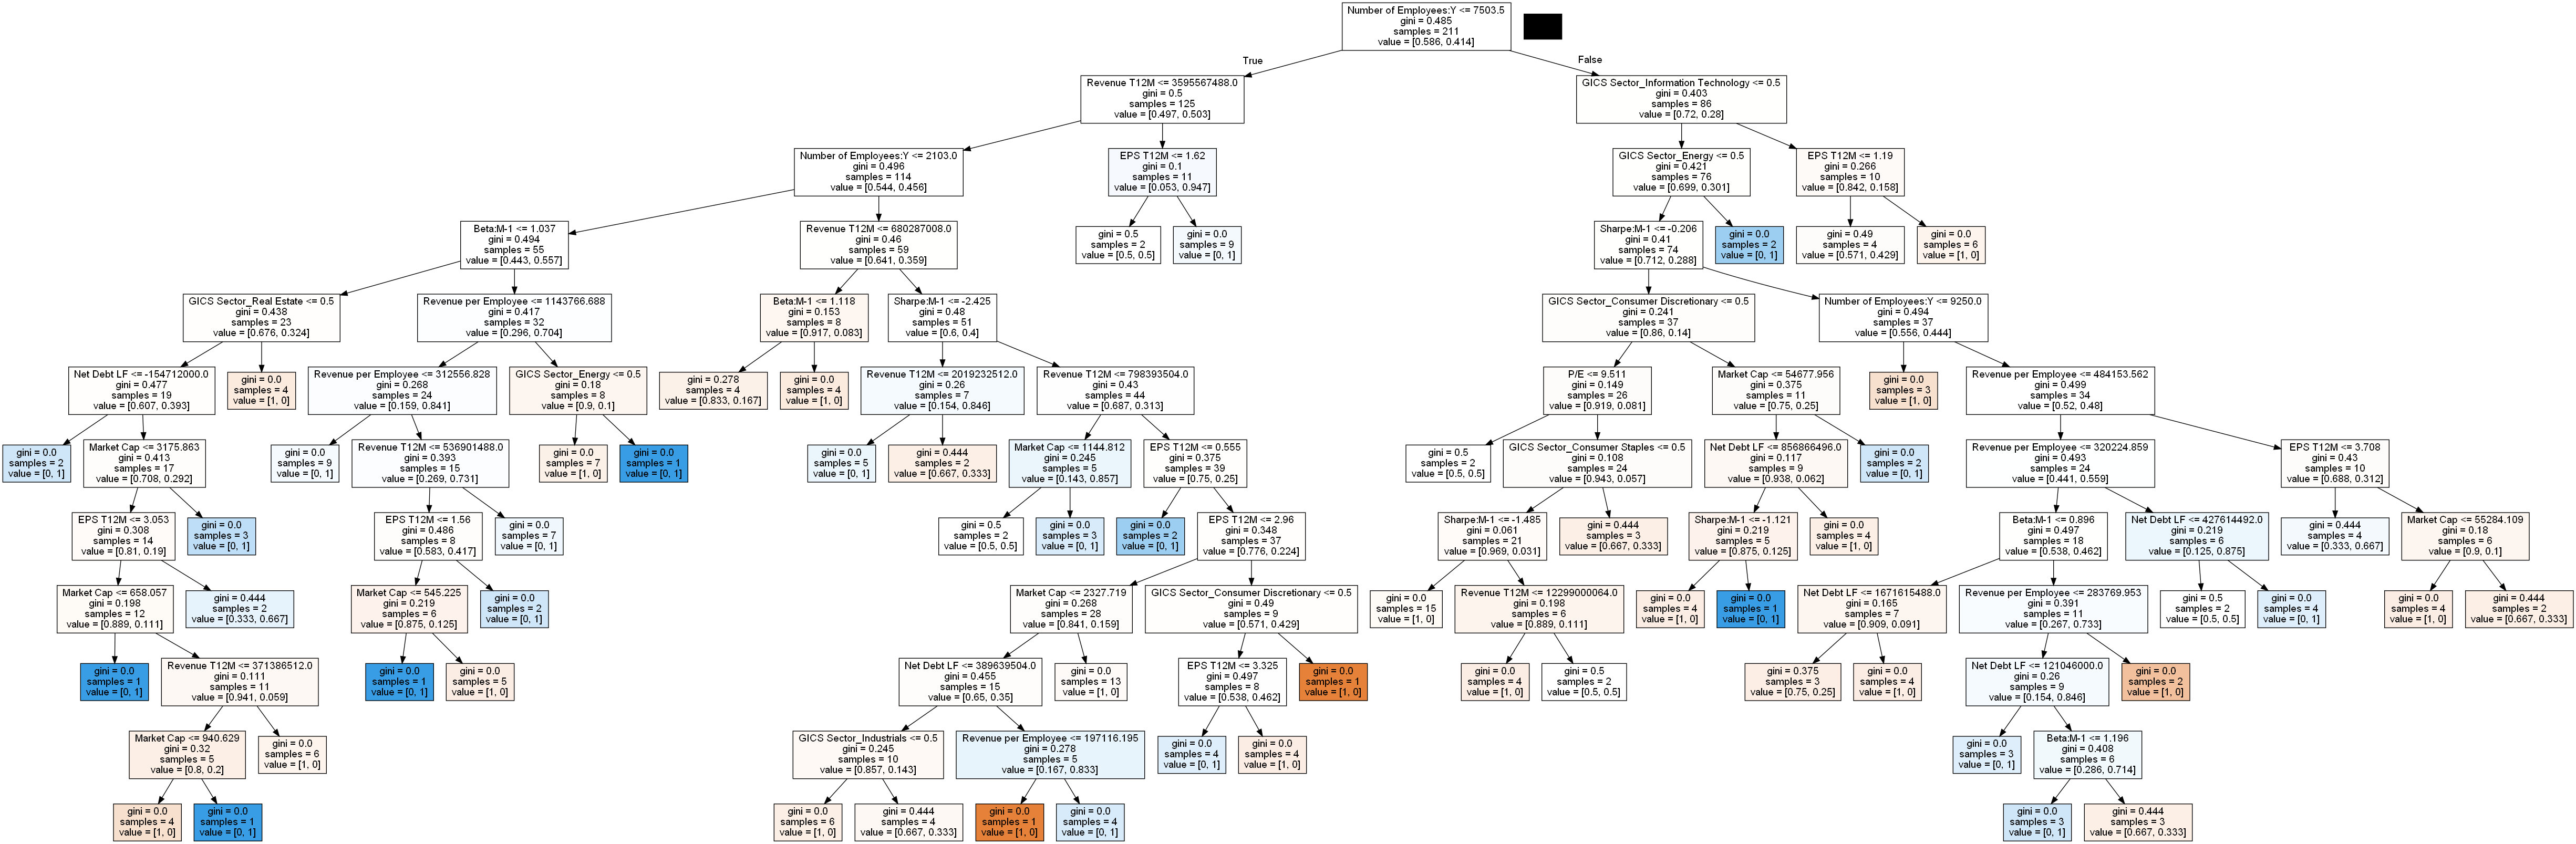 Number of Employees:Y <= 7503.5
gini = 0.485
samples = 211
value = [0.586, 0.414]
True
False
Revenue T12M <= 3595567488.0
gini = 0.5
samples = 125
value = [0.497, 0.503]
GICS Sector_Information Technology <= 0.5
gini = 0.403
samples = 86
value = [0.72, 0.28]
Number of Employees:Y <= 2103.0
gini = 0.496
samples = 114
value = [0.544, 0.456]
EPS T12M <= 1.62
gini = 0.1
samples = 11
value = [0.053, 0.947]
GICS Sector_Energy <= 0.5
gini = 0.421
samples = 76
value = [0.699, 0.301]
EPS T12M <= 1.19
gini = 0.266
samples = 10
value = [0.842, 0.158]
Beta:M-1 <= 1.037
gini = 0.494
samples = 55
value = [0.443, 0.557]
Revenue T12M <= 680287008.0
gini = 0.46
samples = 59
value = [0.641, 0.359]
gini = 0.5
samples = 2
value = [0.5, 0.5]
gini = 0.0
samples = 9
value = [0, 1]
Sharpe:M-1 <= -0.206
gini = 0.41
samples = 74
value = [0.712, 0.288]
gini = 0.0
samples = 2
value = [0, 1]
gini = 0.49
samples = 4
value = [0.571, 0.429]
gini = 0.0
samples = 6
value = [1, 0]
GICS Sector_Real Estate <= 0.5
gini = 0.438
samples = 23
value = [0.676, 0.324]
Revenue per Employee <= 1143766.688
gini = 0.417
samples = 32
value = [0.296, 0.704]
Beta:M-1 <= 1.118
gini = 0.153
samples = 8
value = [0.917, 0.083]
Sharpe:M-1 <= -2.425
gini = 0.48
samples = 51
value = [0.6, 0.4]
GICS Sector_Consumer Discretionary <= 0.5
gini = 0.241
samples = 37
value = [0.86, 0.14]
Number of Employees:Y <= 9250.0
gini = 0.494
samples = 37
value = [0.556, 0.444]
Net Debt LF <= -154712000.0
gini = 0.477
samples = 19
value = [0.607, 0.393]
gini = 0.0
samples = 4
value = [1, 0]
Revenue per Employee <= 312556.828
gini = 0.268
samples = 24
value = [0.159, 0.841]
GICS Sector_Energy <= 0.5
gini = 0.18
samples = 8
value = [0.9, 0.1]
gini = 0.278
samples = 4
value = [0.833, 0.167]
gini = 0.0
samples = 4
value = [1, 0]
Revenue T12M <= 2019232512.0
gini = 0.26
samples = 7
value = [0.154, 0.846]
Revenue T12M <= 798393504.0
gini = 0.43
samples = 44
value = [0.687, 0.313]
P/E <= 9.511
gini = 0.149
samples = 26
value = [0.919, 0.081]
Market Cap <= 54677.956
gini = 0.375
samples = 11
value = [0.75, 0.25]
gini = 0.0
samples = 3
value = [1, 0]
Revenue per Employee <= 484153.562
gini = 0.499
samples = 34
value = [0.52, 0.48]
gini = 0.0
samples = 2
value = [0, 1]
Market Cap <= 3175.863
gini = 0.413
samples = 17
value = [0.708, 0.292]
gini = 0.0
samples = 9
value = [0, 1]
Revenue T12M <= 536901488.0
gini = 0.393
samples = 15
value = [0.269, 0.731]
gini = 0.0
samples = 7
value = [1, 0]
gini = 0.0
samples = 1
value = [0, 1]
gini = 0.0
samples = 5
value = [0, 1]
gini = 0.444
samples = 2
value = [0.667, 0.333]
Market Cap <= 1144.812
gini = 0.245
samples = 5
value = [0.143, 0.857]
EPS T12M <= 0.555
gini = 0.375
samples = 39
value = [0.75, 0.25]
gini = 0.5
samples = 2
value = [0.5, 0.5]
GICS Sector_Consumer Staples <= 0.5
gini = 0.108
samples = 24
value = [0.943, 0.057]
Net Debt LF <= 856866496.0
gini = 0.117
samples = 9
value = [0.938, 0.062]
gini = 0.0
samples = 2
value = [0, 1]
Revenue per Employee <= 320224.859
gini = 0.493
samples = 24
value = [0.441, 0.559]
EPS T12M <= 3.708
gini = 0.43
samples = 10
value = [0.688, 0.312]
EPS T12M <= 3.053
gini = 0.308
samples = 14
value = [0.81, 0.19]
gini = 0.0
samples = 3
value = [0, 1]
EPS T12M <= 1.56
gini = 0.486
samples = 8
value = [0.583, 0.417]
gini = 0.0
samples = 7
value = [0, 1]
gini = 0.5
samples = 2
value = [0.5, 0.5]
gini = 0.0
samples = 3
value = [0, 1]
gini = 0.0
samples = 2
value = [0, 1]
EPS T12M <= 2.96
gini = 0.348
samples = 37
value = [0.776, 0.224]
Sharpe:M-1 <= -1.485
gini = 0.061
samples = 21
value = [0.969, 0.031]
gini = 0.444
samples = 3
value = [0.667, 0.333]
Sharpe:M-1 <= -1.121
gini = 0.219
samples = 5
value = [0.875, 0.125]
gini = 0.0
samples = 4
value = [1, 0]
Beta:M-1 <= 0.896
gini = 0.497
samples = 18
value = [0.538, 0.462]
Net Debt LF <= 427614492.0
gini = 0.219
samples = 6
value = [0.125, 0.875]
gini = 0.444
samples = 4
value = [0.333, 0.667]
Market Cap <= 55284.109
gini = 0.18
samples = 6
value = [0.9, 0.1]
Market Cap <= 658.057
gini = 0.198
samples = 12
value = [0.889, 0.111]
gini = 0.444
samples = 2
value = [0.333, 0.667]
Market Cap <= 545.225
gini = 0.219
samples = 6
value = [0.875, 0.125]
gini = 0.0
samples = 2
value = [0, 1]
Market Cap <= 2327.719
gini = 0.268
samples = 28
value = [0.841, 0.159]
GICS Sector_Consumer Discretionary <= 0.5
gini = 0.49
samples = 9
value = [0.571, 0.429]
gini = 0.0
samples = 15
value = [1, 0]
Revenue T12M <= 12299000064.0
gini = 0.198
samples = 6
value = [0.889, 0.111]
gini = 0.0
samples = 4
value = [1, 0]
gini = 0.0
samples = 1
value = [0, 1]
Net Debt LF <= 1671615488.0
gini = 0.165
samples = 7
value = [0.909, 0.091]
Revenue per Employee <= 283769.953
gini = 0.391
samples = 11
value = [0.267, 0.733]
gini = 0.5
samples = 2
value = [0.5, 0.5]
gini = 0.0
samples = 4
value = [0, 1]
gini = 0.0
samples = 4
value = [1, 0]
gini = 0.444
samples = 2
value = [0.667, 0.333]
gini = 0.0
samples = 1
value = [0, 1]
Revenue T12M <= 371386512.0
gini = 0.111
samples = 11
value = [0.941, 0.059]
gini = 0.0
samples = 1
value = [0, 1]
gini = 0.0
samples = 5
value = [1, 0]
Net Debt LF <= 389639504.0
gini = 0.455
samples = 15
value = [0.65, 0.35]
gini = 0.0
samples = 13
value = [1, 0]
EPS T12M <= 3.325
gini = 0.497
samples = 8
value = [0.538, 0.462]
gini = 0.0
samples = 1
value = [1, 0]
gini = 0.0
samples = 4
value = [1, 0]
gini = 0.5
samples = 2
value = [0.5, 0.5]
gini = 0.375
samples = 3
value = [0.75, 0.25]
gini = 0.0
samples = 4
value = [1, 0]
Net Debt LF <= 121046000.0
gini = 0.26
samples = 9
value = [0.154, 0.846]
gini = 0.0
samples = 2
value = [1, 0]
Market Cap <= 940.629
gini = 0.32
samples = 5
value = [0.8, 0.2]
gini = 0.0
samples = 6
value = [1, 0]
GICS Sector_Industrials <= 0.5
gini = 0.245
samples = 10
value = [0.857, 0.143]
Revenue per Employee <= 197116.195
gini = 0.278
samples = 5
value = [0.167, 0.833]
gini = 0.0
samples = 4
value = [0, 1]
gini = 0.0
samples = 4
value = [1, 0]
gini = 0.0
samples = 3
value = [0, 1]
Beta:M-1 <= 1.196
gini = 0.408
samples = 6
value = [0.286, 0.714]
gini = 0.0
samples = 4
value = [1, 0]
gini = 0.0
samples = 1
value = [0, 1]
gini = 0.0
samples = 6
value = [1, 0]
gini = 0.444
samples = 4
value = [0.667, 0.333]
gini = 0.0
samples = 1
value = [1, 0]
gini = 0.0
samples = 4
value = [0, 1]
gini = 0.0
samples = 3
value = [0, 1]
gini = 0.444
samples = 3
value = [0.667, 0.333]